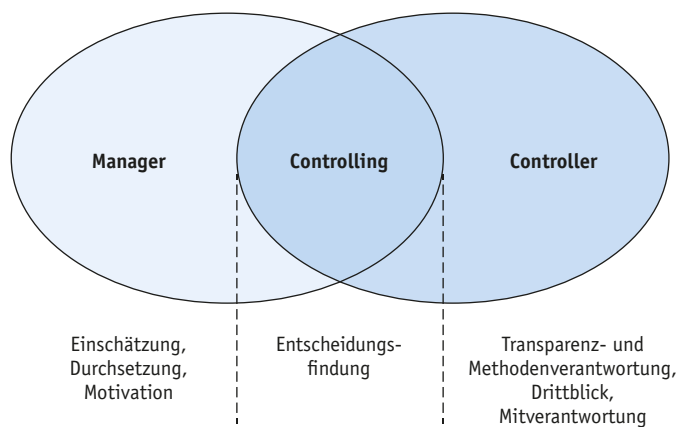 Manager
Controlling
Controller
Einschätzung,
Durchsetzung,
Motivation
Entscheidungs-
findung
Transparenz- und
Methodenverantwortung,
Drittblick,
Mitverantwortung